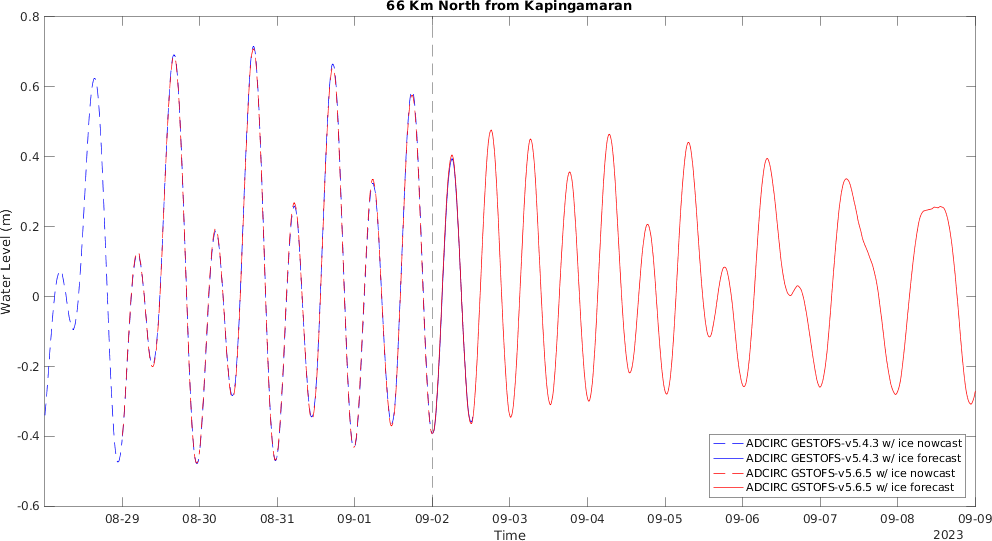 66 Km North from Kapingamaran
Water Level (m)
0.8
0.6
0.4
0.2
0
-0.2
-0.4
-0.6
ADCIRC GESTOFS-v5.4.3 w/ ice nowcast
ADCIRC GESTOFS-v5.4.3 w/ ice forecast
ADCIRC GSTOFS-v5.6.5 w/ ice nowcast
ADCIRC GSTOFS-v5.6.5 w/ ice forecast
08-29 08-30 08-31 09-01 09-02 09-03 09-04 09-05 09-06 09-07 09-08 09-09
Time
2023